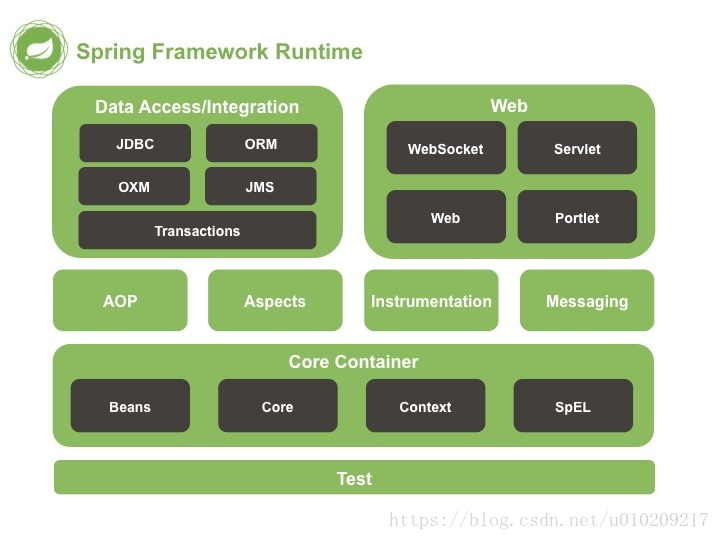 Spring Framework Runtime
Data Access/Integration
JDBC
ORM
OXM
JMS
Transactions
Web
WebSocket
Servlet
Web
Portlet
AOP
Aspects
Instrumentation
Messaging
Core Container
Beans
Core
Context
SpEL
Test
https://blog.csdn.net/u010209217